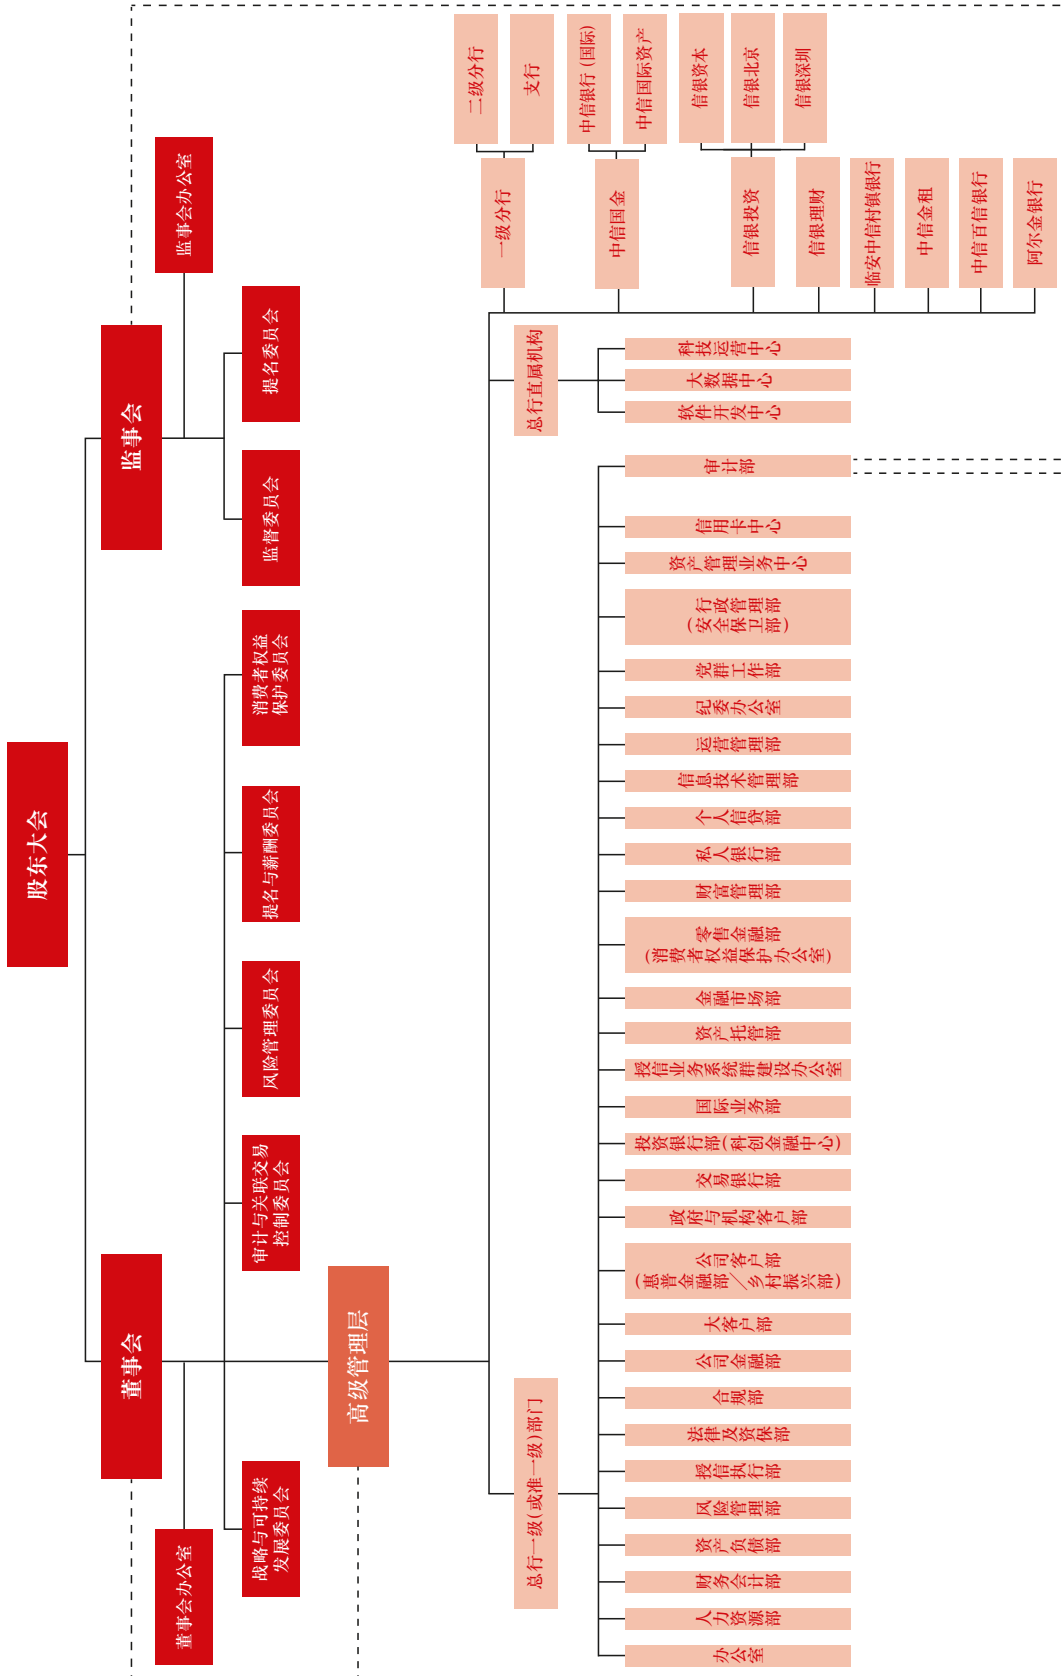 股东大会
董事会
监事会
董事会办公室
监事会办公室
战略与可持续
发展委员会
审计与关联交易
控制委员会
风险管理委员会
提名与薪酬委员会
消费者权益
保护委员会
监督委员会
提名委员会
高级管理层
总行一级(或准一级)部门
办公室
人力资源部
财务会计部
资产负债部
风险管理部
授信执行部
法律及资保部
合规部
公司金融部
大客户部
公司客户部
(惠普金融部/乡村振兴部)
政府与机构客户部
交易银行部
投资银行部(科创金融中心)
国际业务部
授信业务系统群建设办公室
资产托管部
金融市场部
零售金融部
(消费者权益保护办公室)
财富管理部
私人银行部
个人信贷部
信息技术管理部
运营管理部
纪委办公室
党群工作部
行政管理部
(安全保卫部)
资产管理业务中心
信用卡中心
审计部
总行直属机构
软件开发中心
大数据中心
科技运营中心
一级分行
二级分行
支行
中信国金
中信银行 (国际)
中信国际资产
信银投资
信银资本
信银北京
信银深圳
信银理财
临安中信村镇银行
中信金租
中信百信银行
阿尔金银行